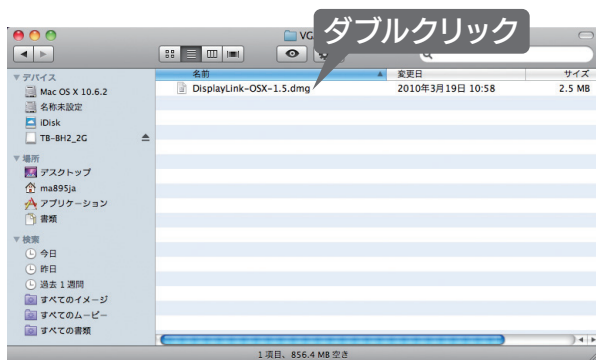 ダブルクリック
VG
名前
変更日
サイズ
DisplayLink-OSX-1.5.dmg
2010年3月19日 10:58
2.5 MB
デバイス
Mac OS X 10.6.2
名称未設定
iDisk
TB-BH2_2G
場所
デスクトップ
ma895ja
アプリケーション
書類
検索
今日
昨日
過去 1 週間
すべてのイメージ
すべてのムービー
すべての書類
1 項目、856.4 MB 空き